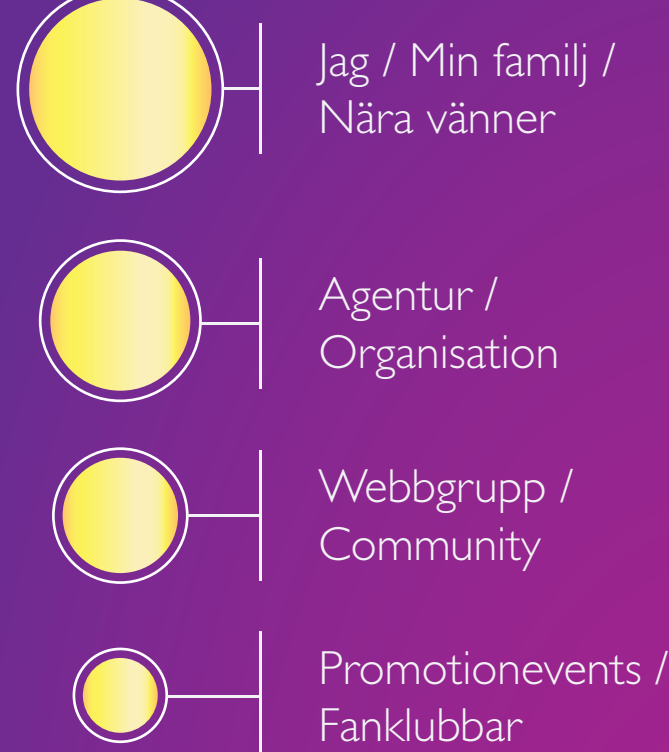 Jag / Min familj /
Nära vänner
Agentur /
Organisation
Webbgrupp /
Community
Promotionevents /
Fanklubbar